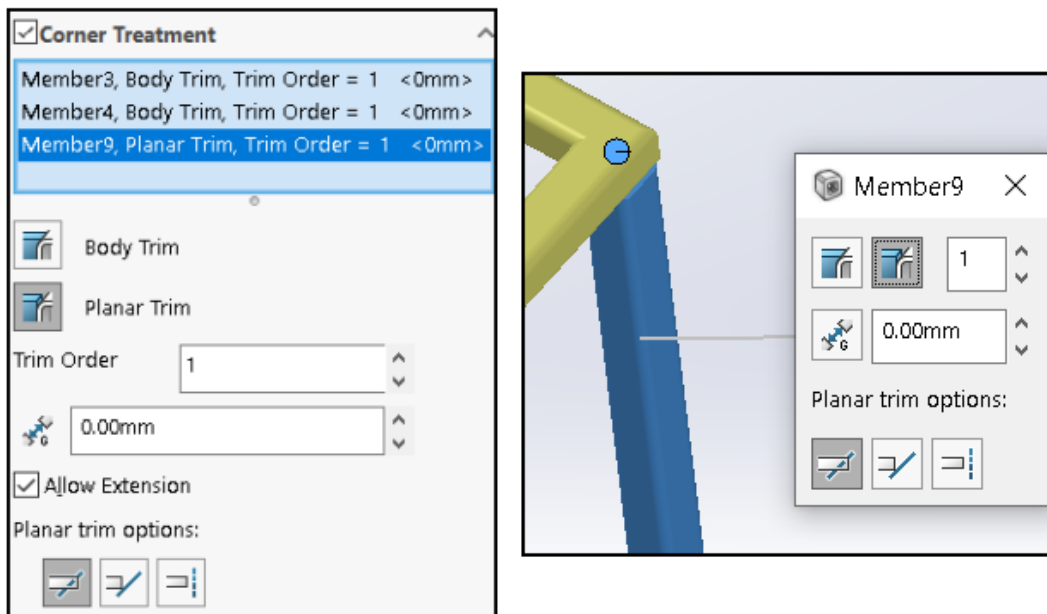 Corner Treatment
Member3, Body Trim, Trim Order = 1 <0mm>
Member4, Body Trim, Trim Order = 1 <0mm>
Member9, Planar Trim, Trim Order = 1 <0mm>
Body Trim
Planar Trim
Trim Order 1
G 0.00mm
Allow Extension
Planar trim options:
Member9
1
G 0.00mm
Planar trim options: